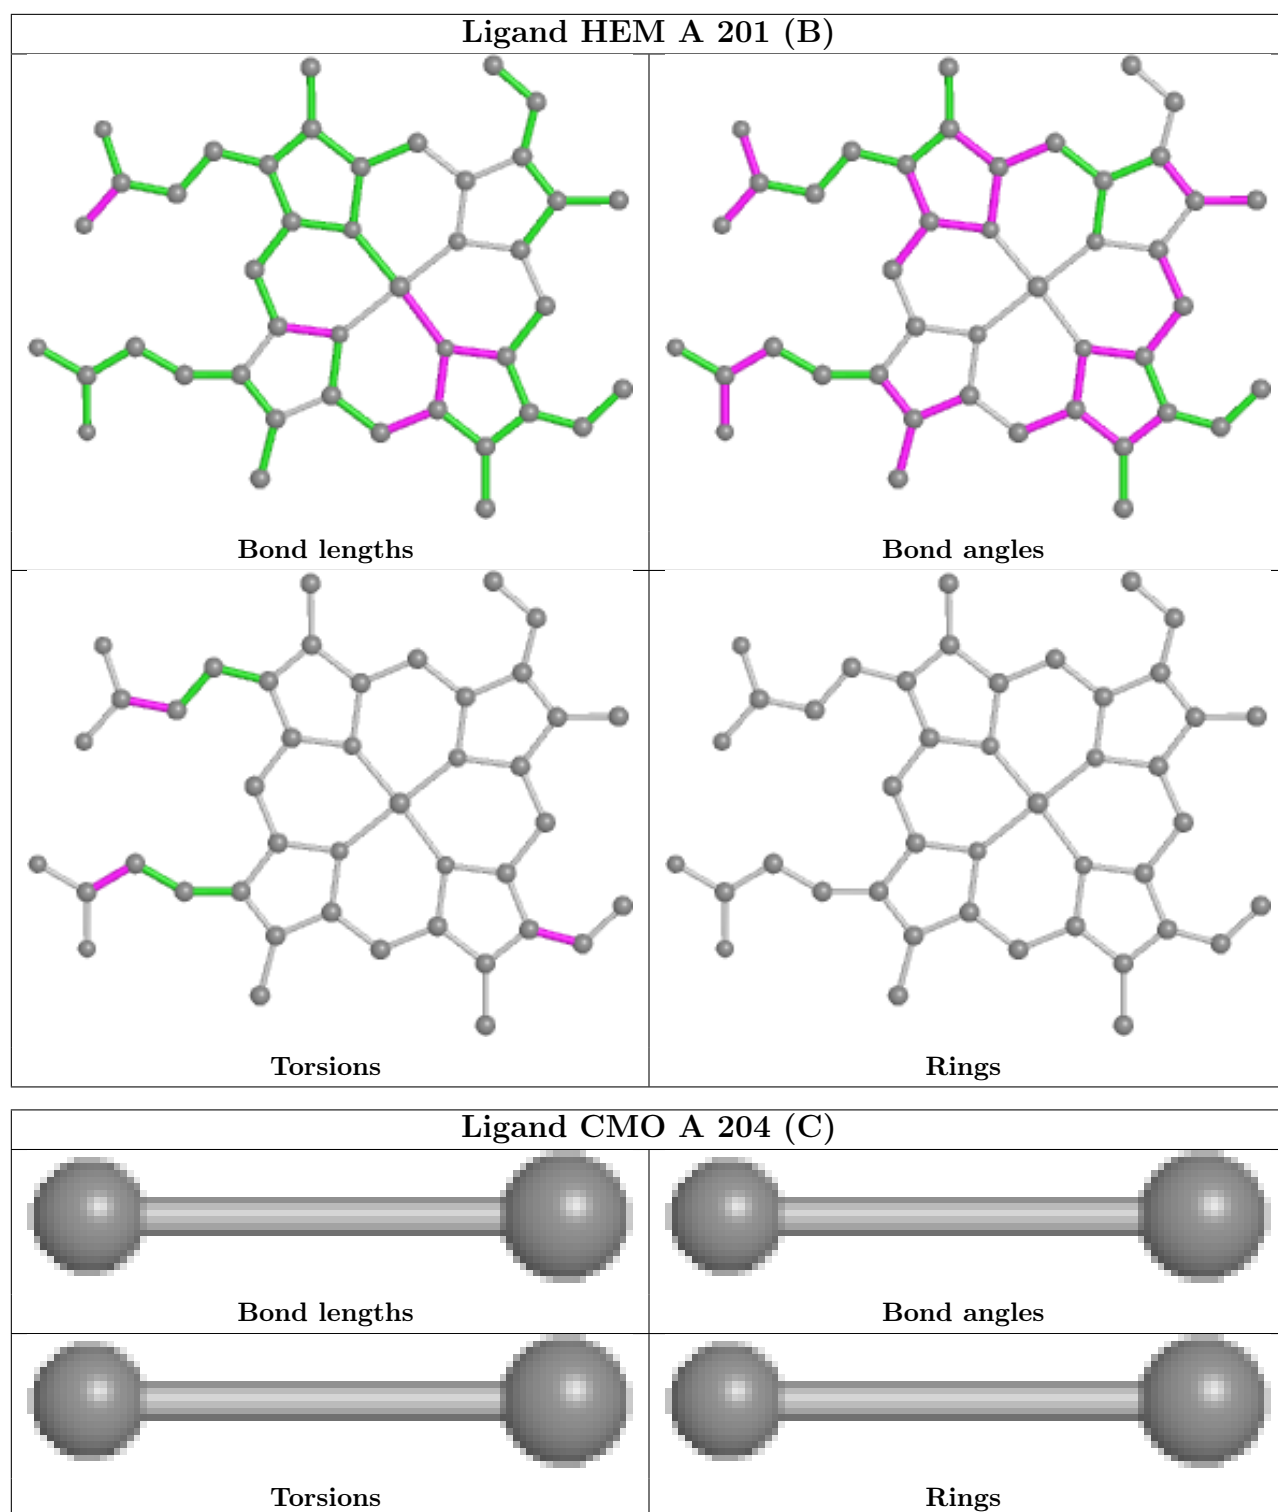 Ligand HEM A 201 (B)
Bond lengths
Bond angles
Torsions
Rings
Ligand CMO A 204 (C)
Bond lengths
Bond angles
Torsions
Rings